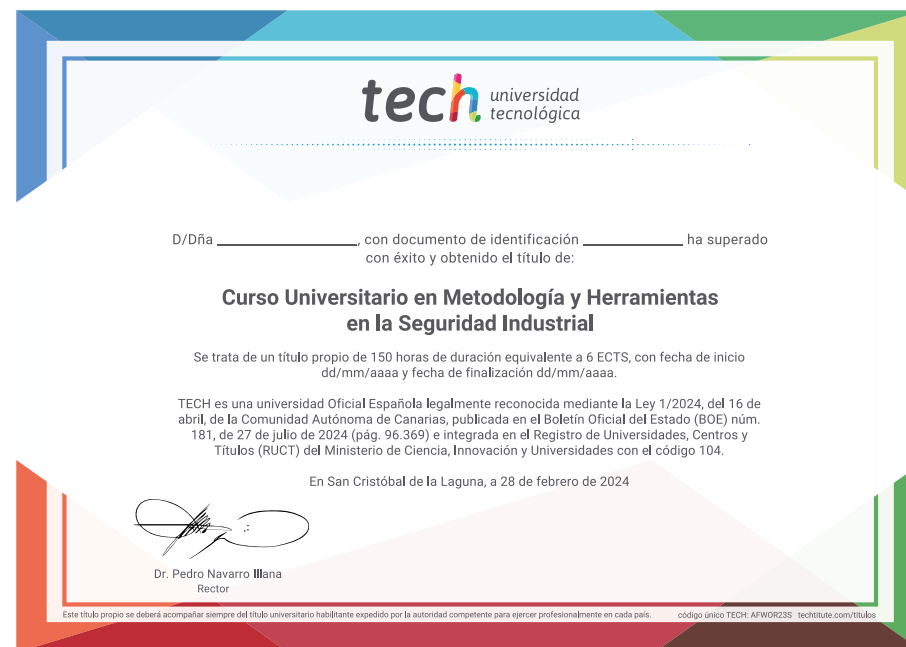 tech universidad
tecnológica
D/Dña ____________________, con documento de identificación ______________ ha superado
con éxito y obtenido el título de:
Curso Universitario en Metodología y Herramientas
en la Seguridad Industrial
Se trata de un título propio de 150 horas de duración equivalente a 6 ECTS, con fecha de inicio
dd/mm/aaaa y fecha de finalización dd/mm/aaaa.
TECH es una universidad Oficial Española legalmente reconocida mediante la Ley 1/2024, del 16 de
abril, de la Comunidad Autónoma de Canarias, publicada en el Boletín Oficial del Estado (BOE) núm.
181, de 27 de julio de 2024 (pág. 96.369) e integrada en el Registro de Universidades, Centros y
Títulos (RUCT) del Ministerio de Ciencia, Innovación y Universidades con el código 104.
En San Cristóbal de la Laguna, a 28 de febrero de 2024
Dr. Pedro Navarro Illana
Rector
Este título propio se deberá acompañar siempre del título universitario habilitante expedido por la autoridad competente para ejercer profesionalmente en cada país. código único TECH: AFWOR23S techtitute.com/titulos